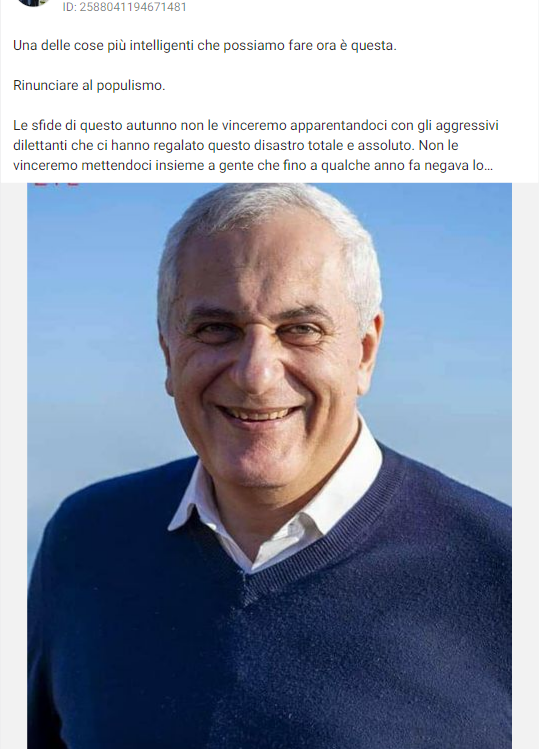 ID: 2588041194671481
Una delle cose più intelligenti che possiamo fare ora è questa.
Rinunciare al populismo.
Le sfide di questo autunno non le vinceremo apparentandoci con gli aggressivi
dilettanti che ci hanno regalato questo disastro totale e assoluto. Non le
vinceremo mettendoci insieme a gente che fino a qualche anno fa negava lo...